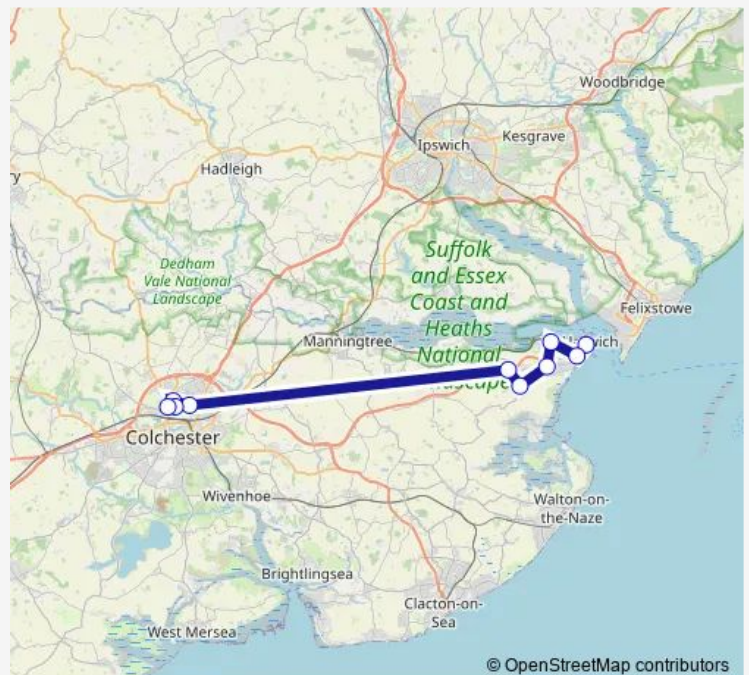 Woodbridge
Kesgrave
Ipswich
Hadleigh
Suffolk
and Essex
Coast and
Heaths
National
Dedham
Vale National
Landscape
Felixstowe
Manningtree
Colchester
Wivenhoe
Walton-on-
the-Naze
Brightlingsea
Clacton-on-
Sea
West Mersea
© OpenStreetMap contributors